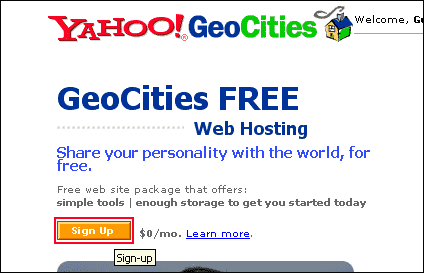 YAHOO! GeoCities Welcome, Gu
GeoCities FREE
Web Hosting
Share your personality with the world, for
free.
Free web site package that offers:
simple tools | enough storage to get you started today
Sign Up $0/mo. Learn more.
Sign-up